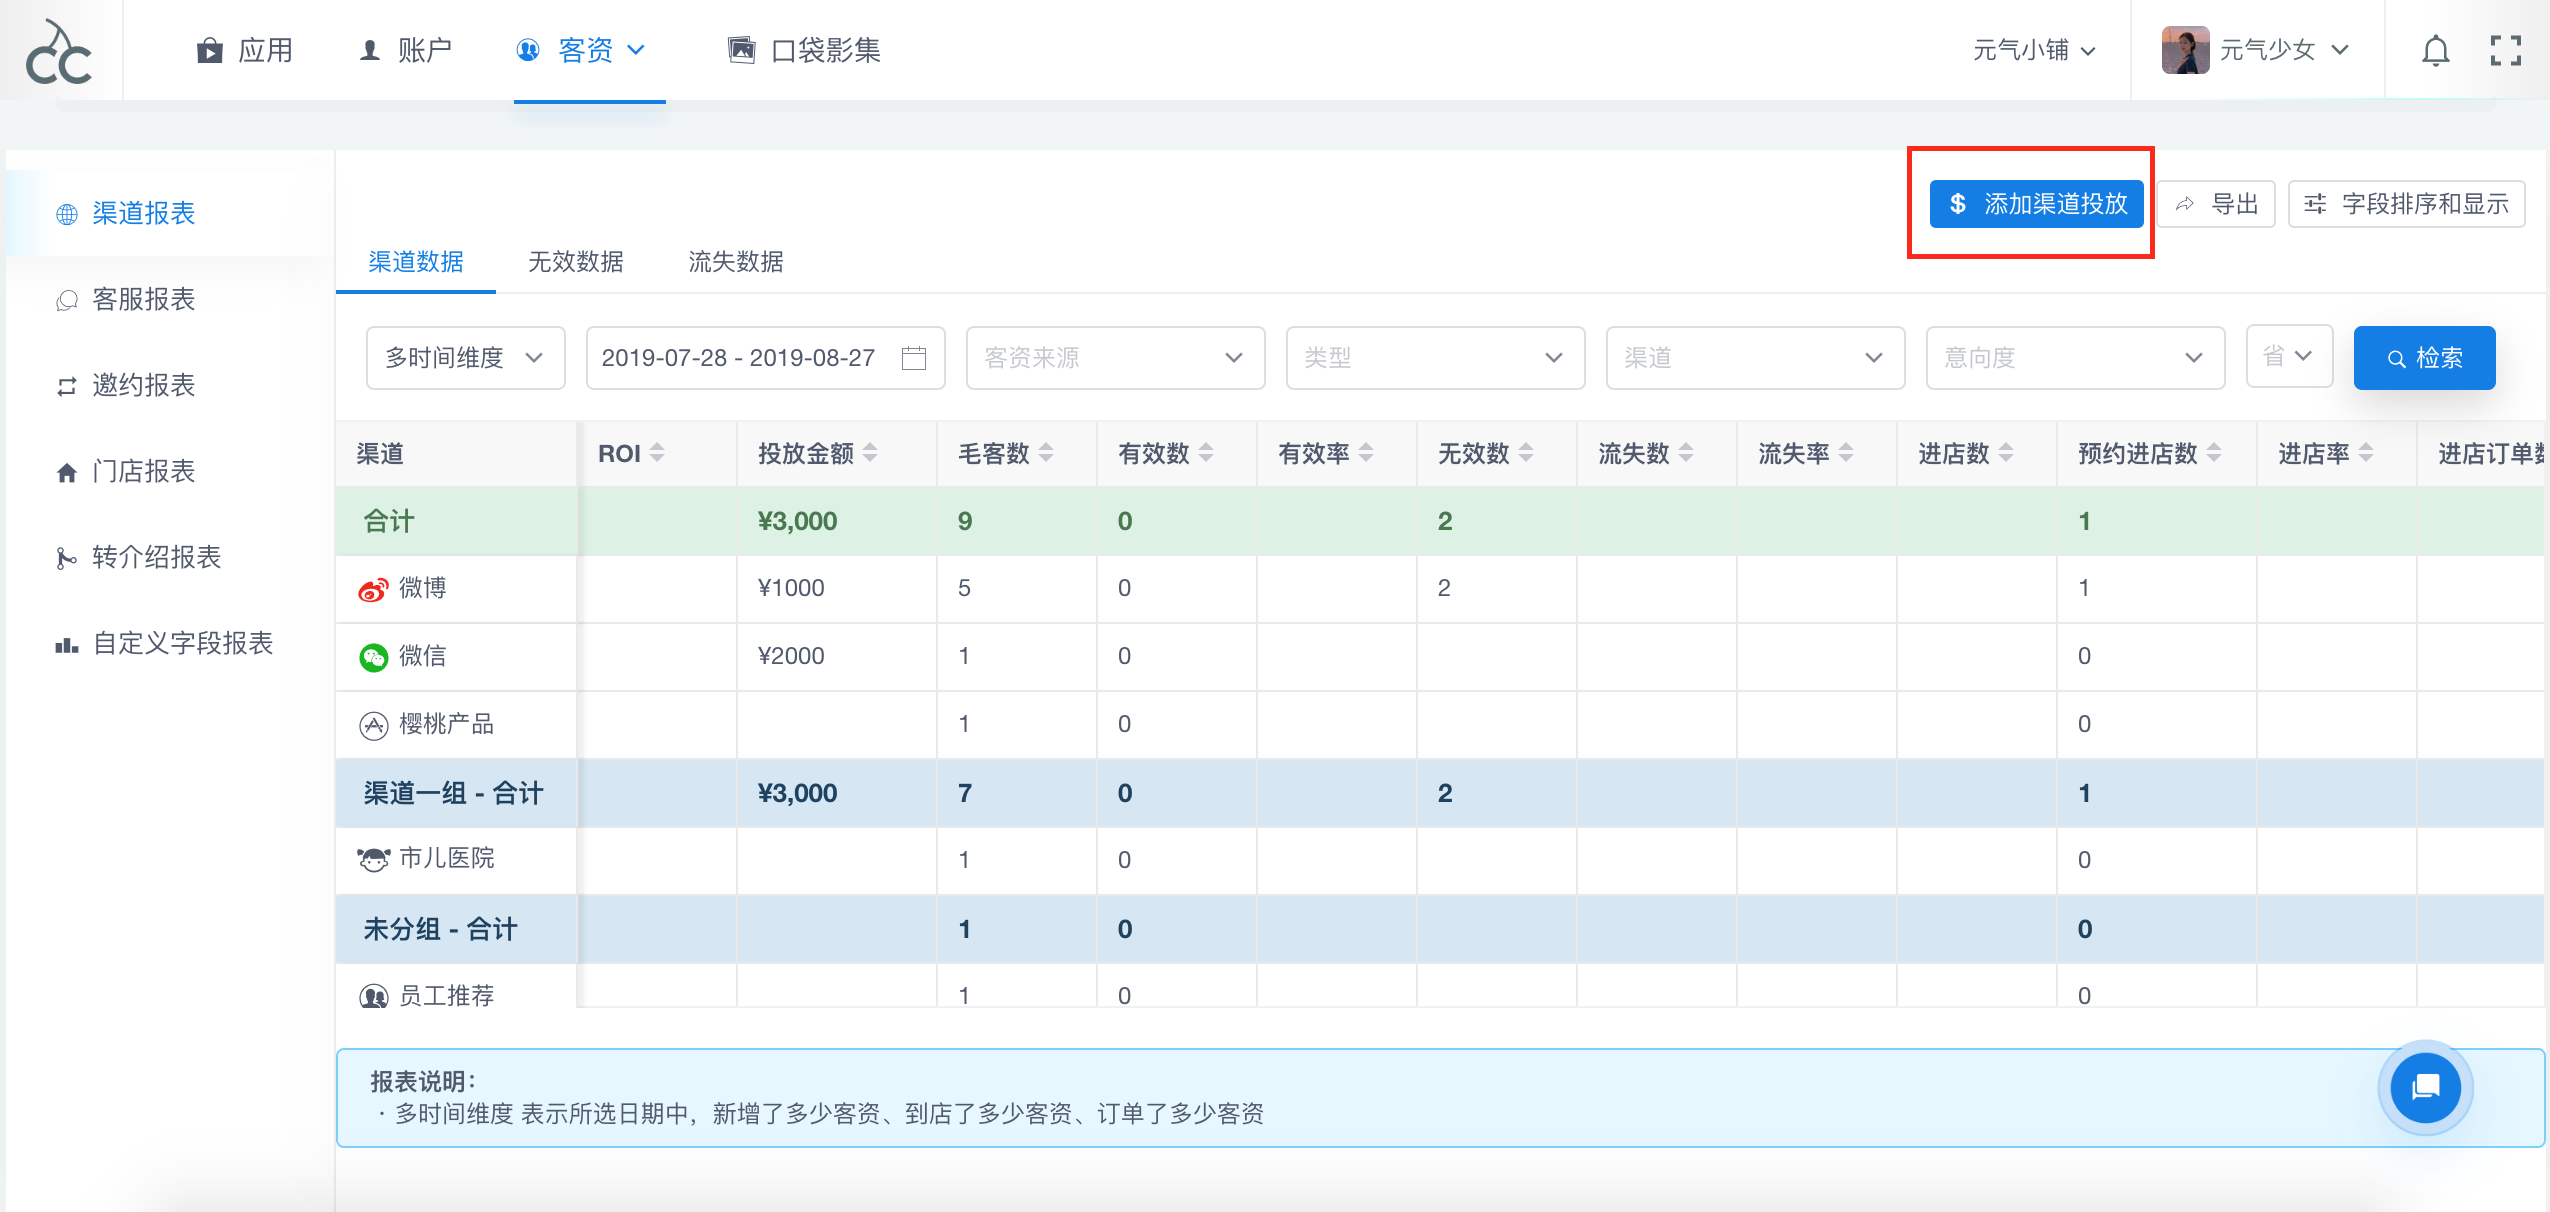 CC
应用 账户 客资 口袋影集 元气小铺 元气少女
渠道报表
客服报表
邀约报表
门店报表
转介绍报表
自定义字段报表
$ 添加渠道投放 导出 字段排序和显示
渠道数据 无效数据 流失数据
多时间维度 2019-07-28 - 2019-08-27 客资来源 类型 渠道 意向度 省 检索
渠道 ROI 投放金额 毛客数 有效数 有效率 无效数 流失数 流失率 进店数 预约进店数 进店率 进店订单数
合计 ¥3,000 9 0 2 1
微博 ¥1000 5 0 2 1
微信 ¥2000 1 0 0
樱桃产品 1 0 0
渠道一组 - 合计 ¥3,000 7 0 2 1
市儿医院 1 0 0
未分组 - 合计 1 0 0
员工推荐 1 0 0
报表说明：
· 多时间维度 表示所选日期中，新增了多少客资、到店了多少客资、订单了多少客资